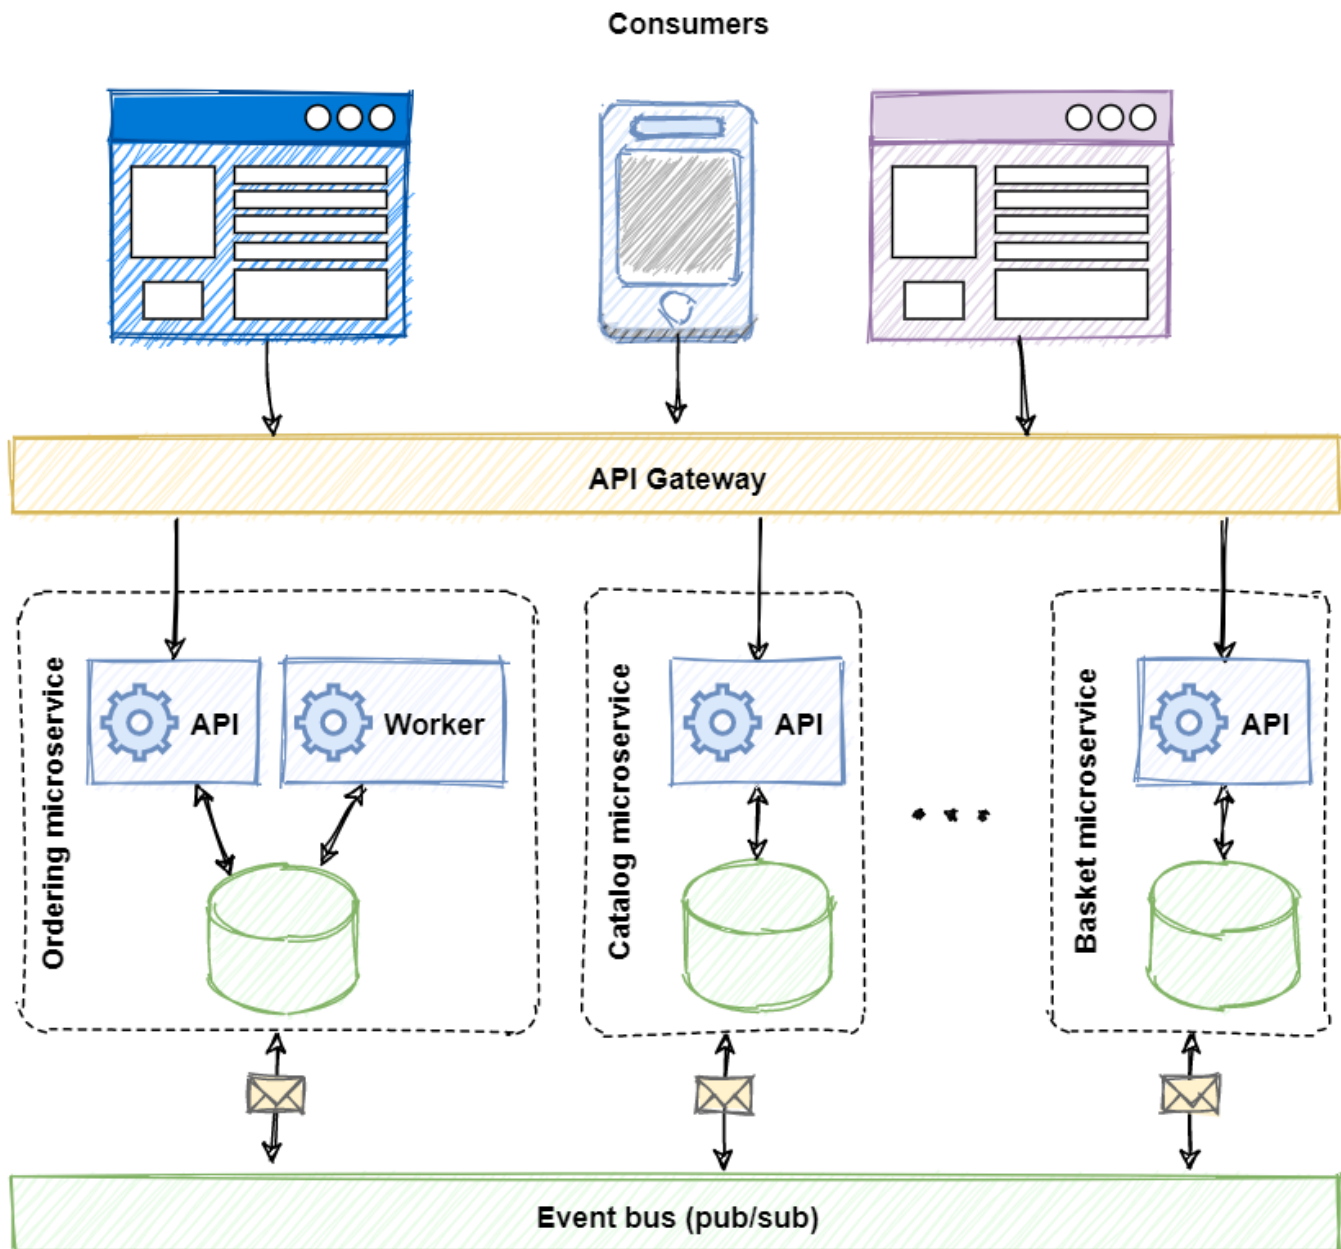 Consumers
API Gateway
Ordering microservice
API
Worker
Catalog microservice
API
Basket microservice
API
Event bus (pub/sub)